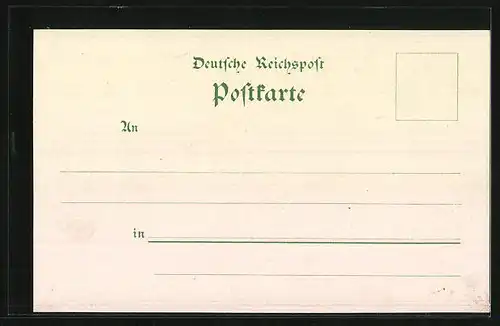 Deutsche Reichspost
Postkarte
An
in